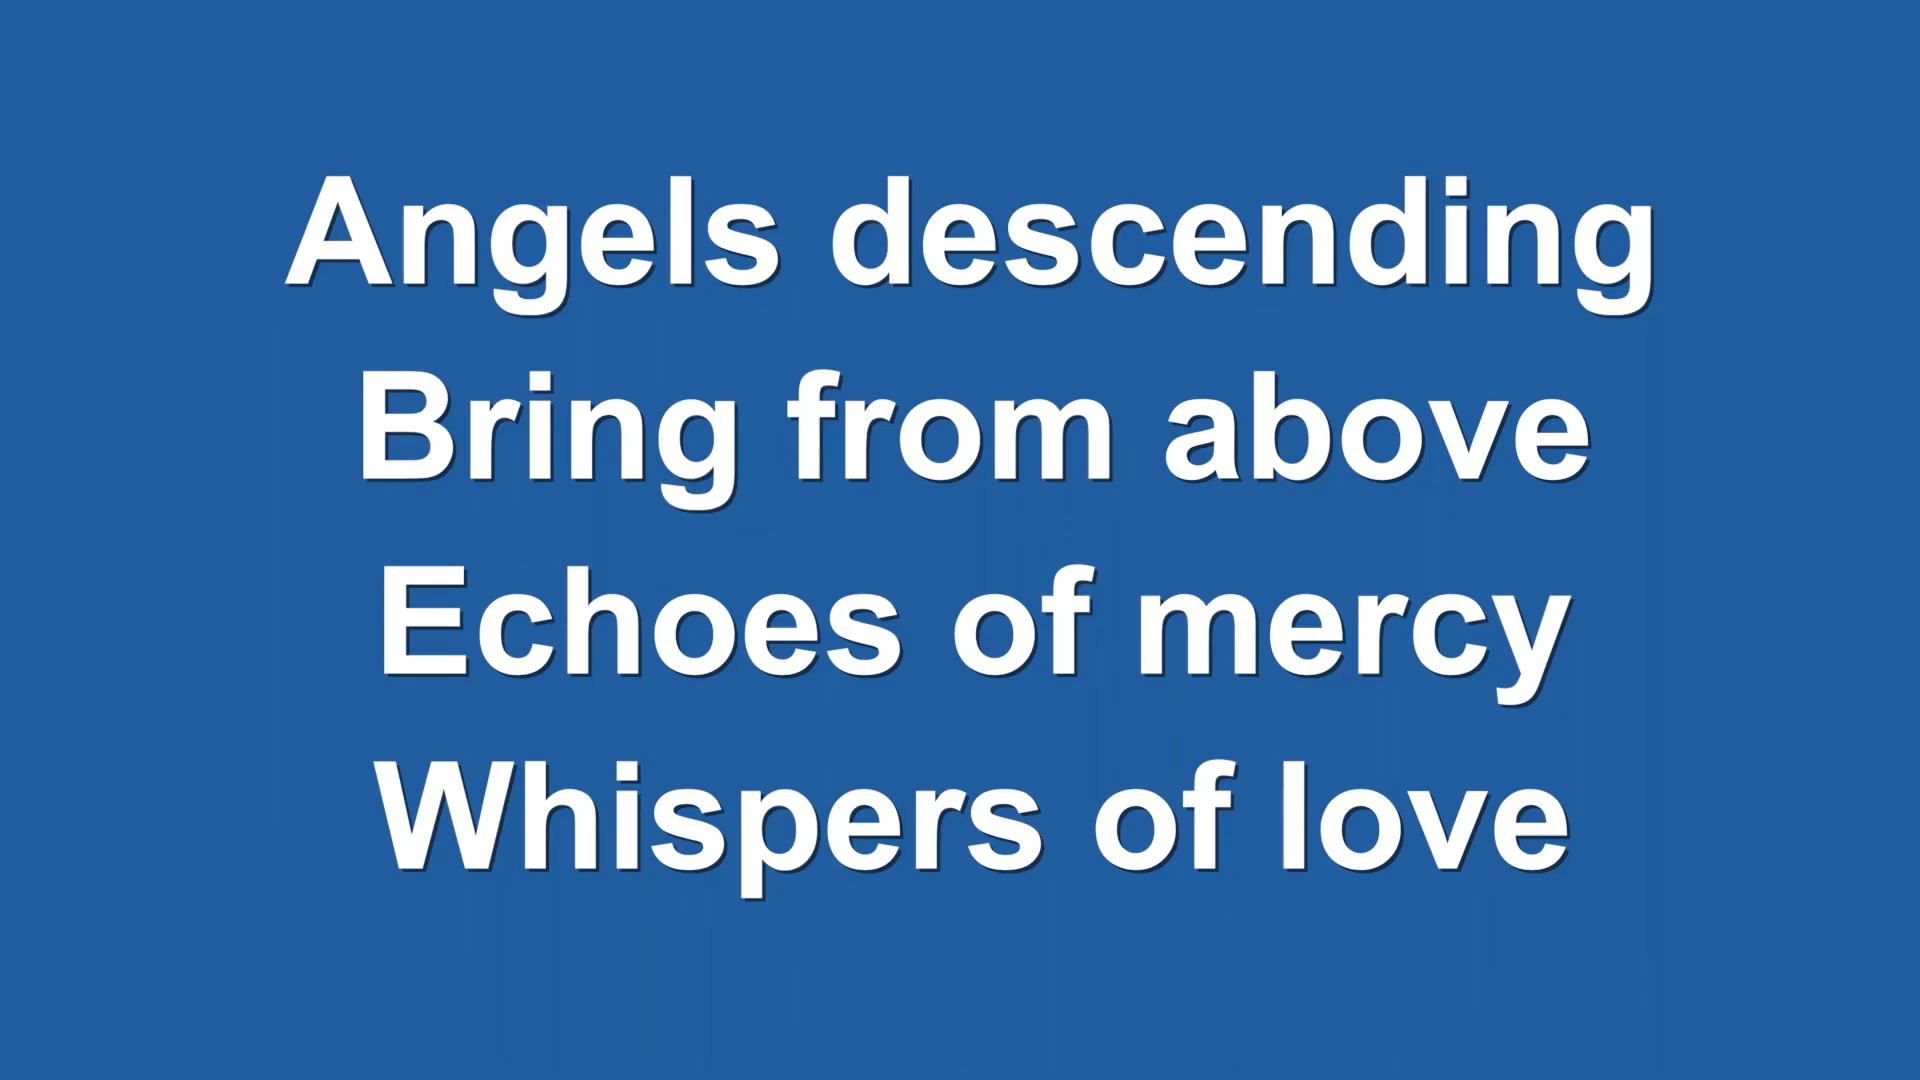 Angels descending
Bring from above
Echoes of mercy
Whispers of love